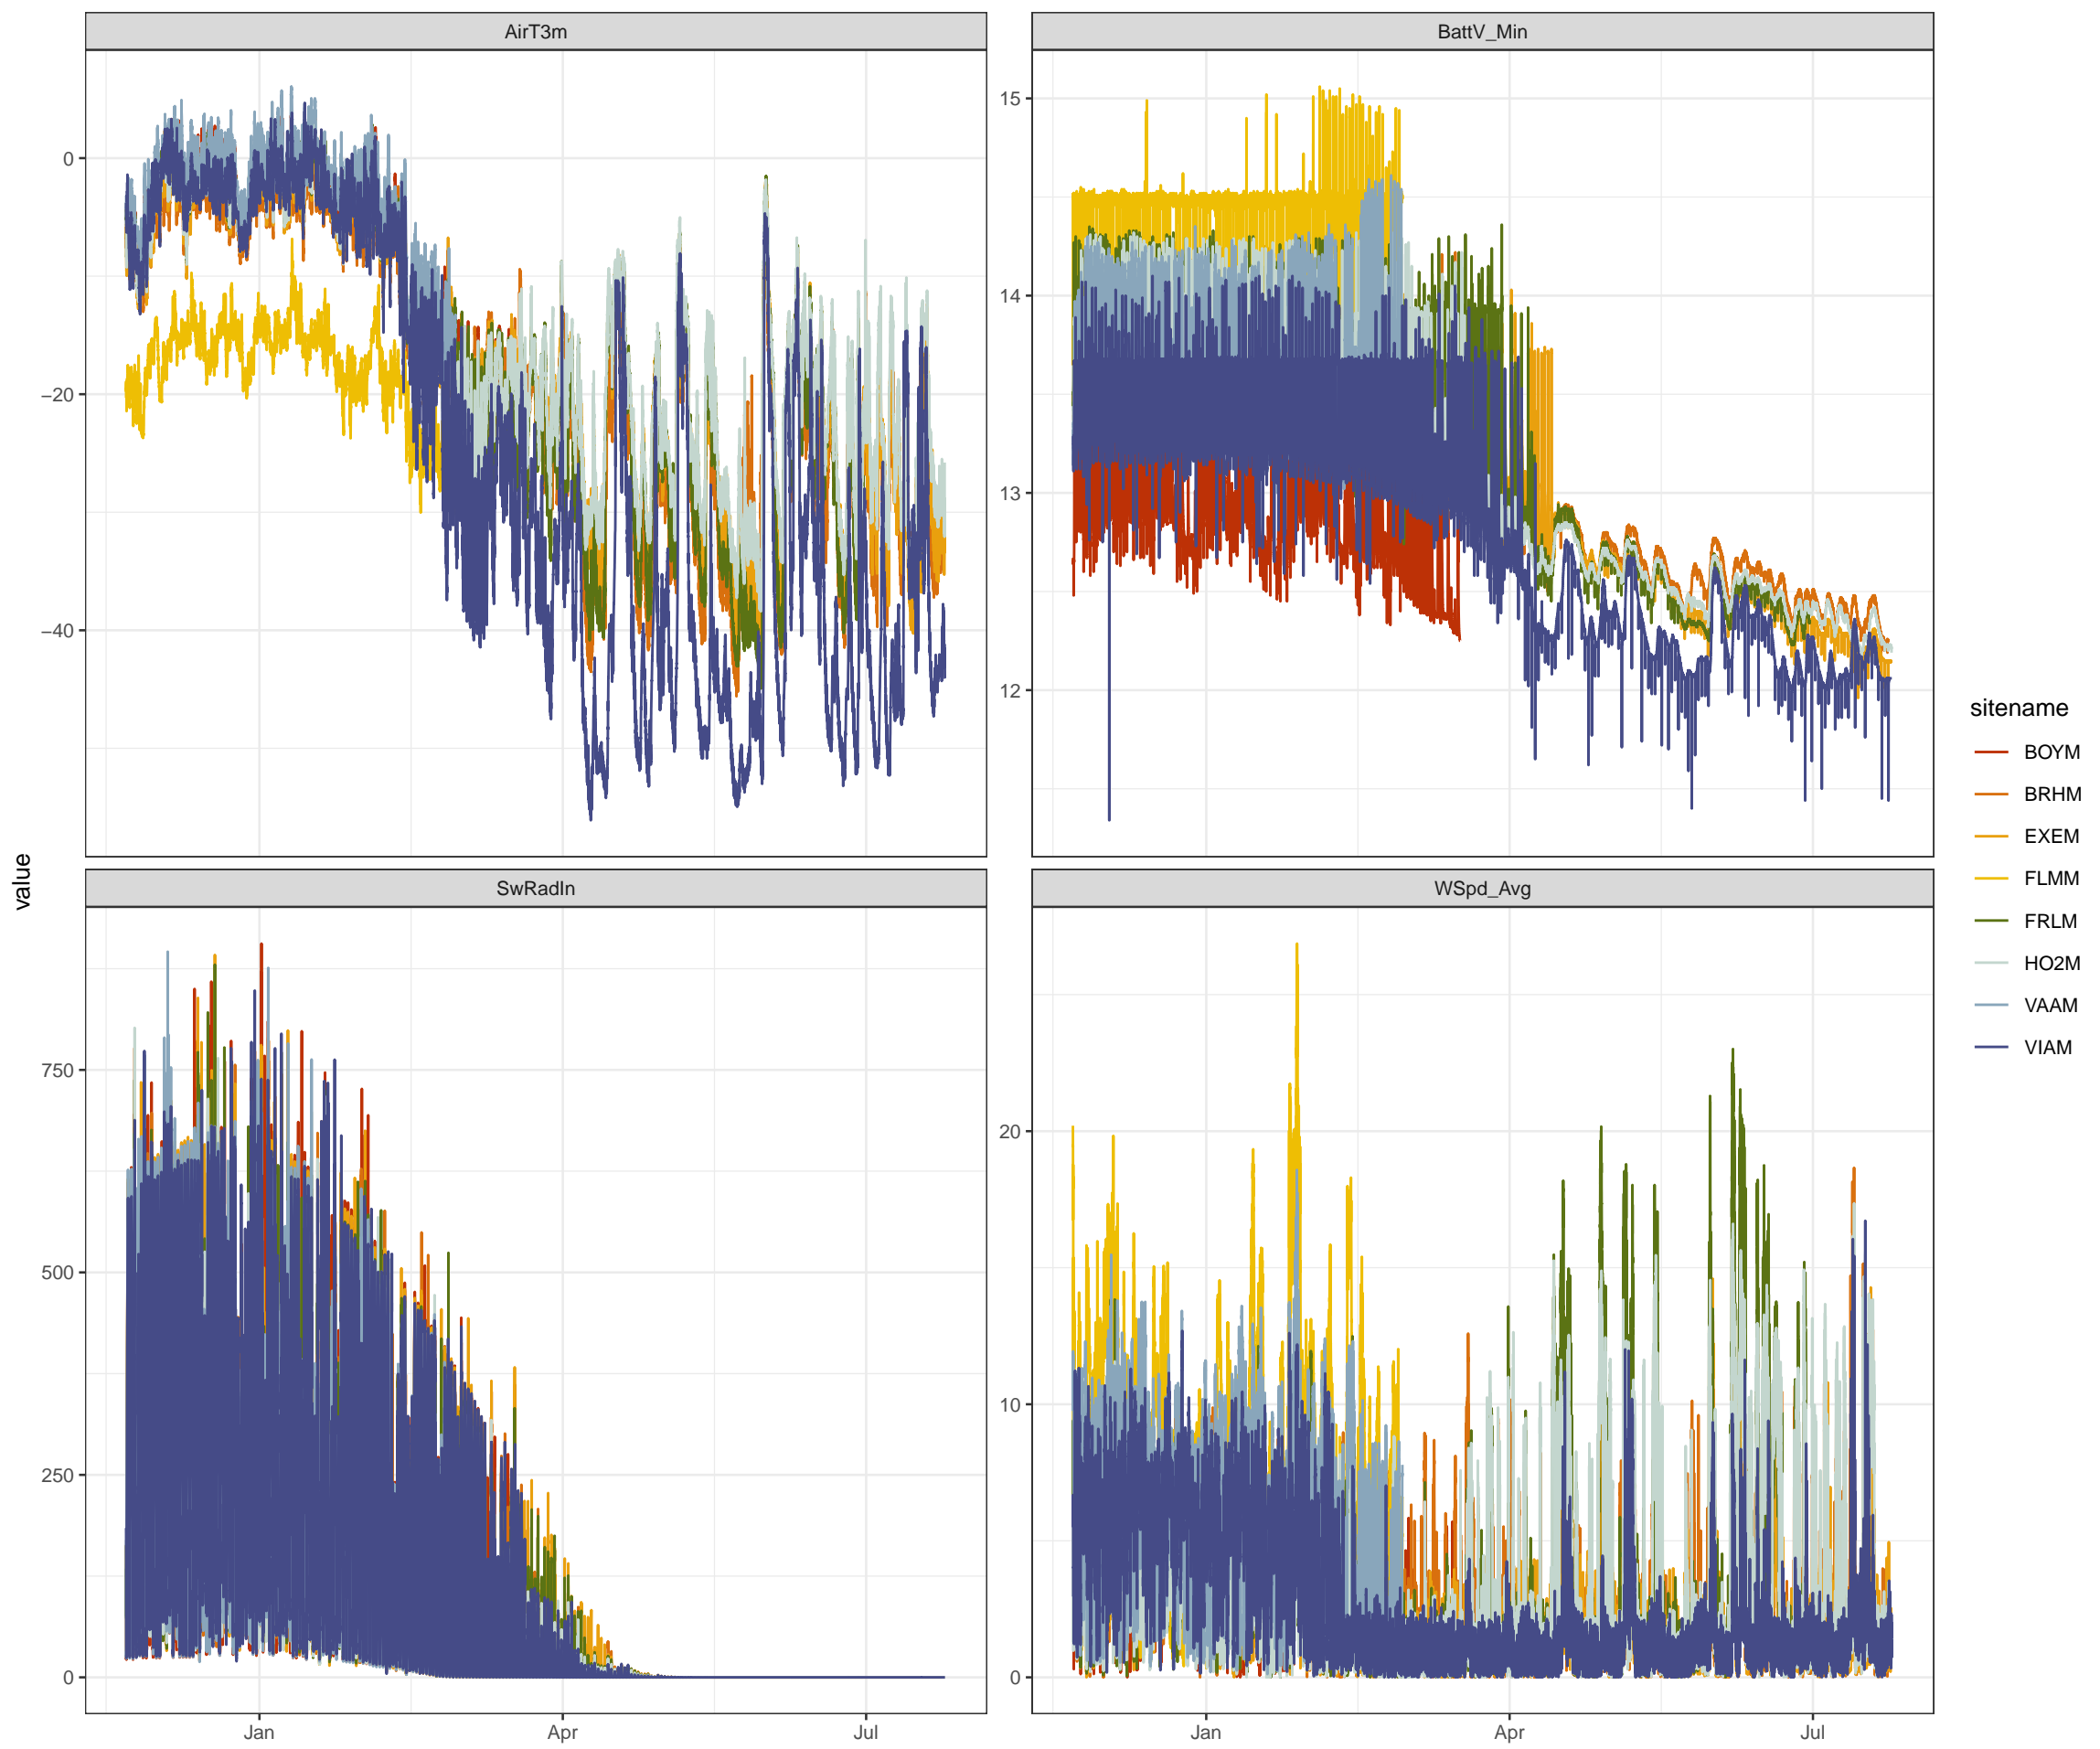 AirT3m
BattV_Min
0
−20
−40
15
14
13
12
SwRadIn
WSpd_Avg
750
500
250
0
20
10
0
Jan
Apr
Jul
Jan
Apr
Jul
value
sitename
BOYM
BRHM
EXEM
FLMM
FRLM
HO2M
VAAM
VIAM